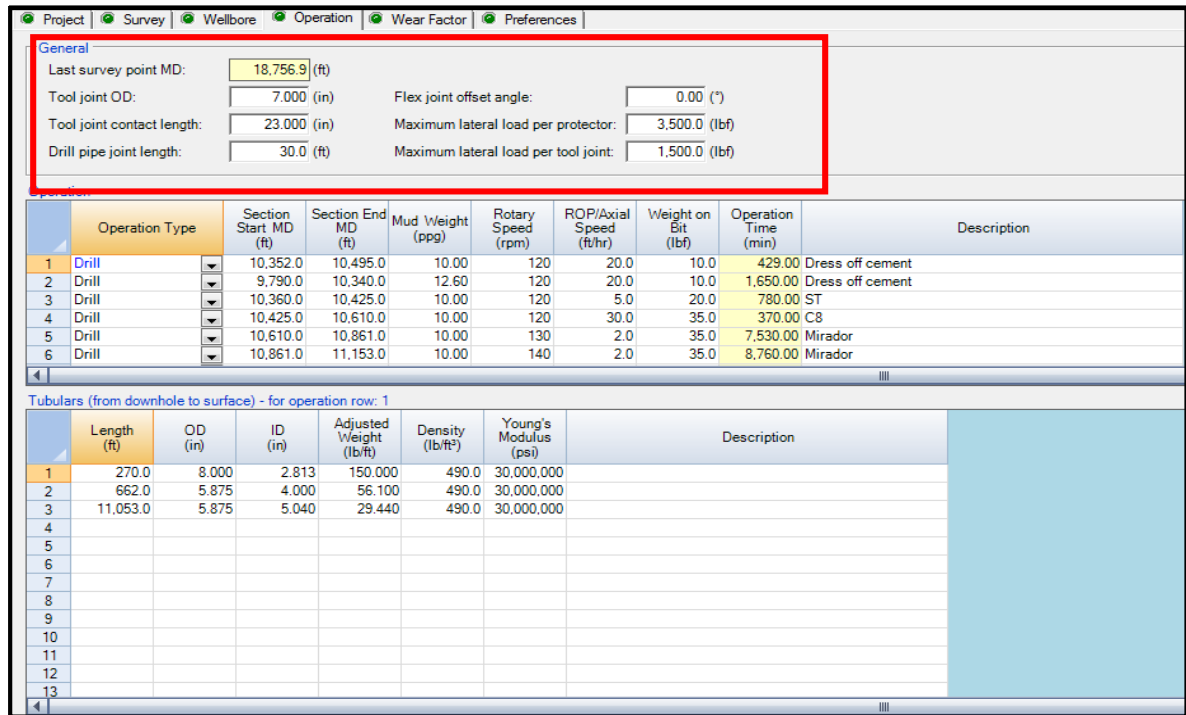 Project Survey Wellbore Operation Wear Factor Preferences
General
Last survey point MD: 18,756.9 (ft)
Tool joint OD: 7.000 (in) Flex joint offset angle: 0.00 (°)
Tool joint contact length: 23.000 (in) Maximum lateral load per protector: 3,500.0 (lbf)
Drill pipe joint length: 30.0 (ft) Maximum lateral load per tool joint: 1,500.0 (lbf)
Operation
Operation Type Section Start MD (ft) Section End MD (ft) Mud Weight (ppg) Rotary Speed (rpm) ROP/Axial Speed (ft/hr) Weight on Bit (lbf) Operation Time (min) Description
1 Drill 10,352.0 10,495.0 10.00 120 20.0 10.0 429.00 Dress off cement
2 Drill 9,790.0 10,340.0 12.60 120 20.0 10.0 1,650.00 Dress off cement
3 Drill 10,360.0 10,425.0 10.00 120 5.0 20.0 780.00 ST
4 Drill 10,425.0 10,610.0 10.00 120 30.0 35.0 370.00 C8
5 Drill 10,610.0 10,861.0 10.00 130 2.0 35.0 7,530.00 Mirador
6 Drill 10,861.0 11,153.0 10.00 140 2.0 35.0 8,760.00 Mirador
Tubulars (from downhole to surface) - for operation row: 1
Length (ft) OD (in) ID (in) Adjusted Weight (lb/ft) Density (lb/ft³) Young's Modulus (psi) Description
1 270.0 8.000 2.813 150.000 490.0 30,000,000
2 662.0 5.875 4.000 56.100 490.0 30,000,000
3 11,053.0 5.875 5.040 29.440 490.0 30,000,000
4
5
6
7
8
9
10
11
12
13